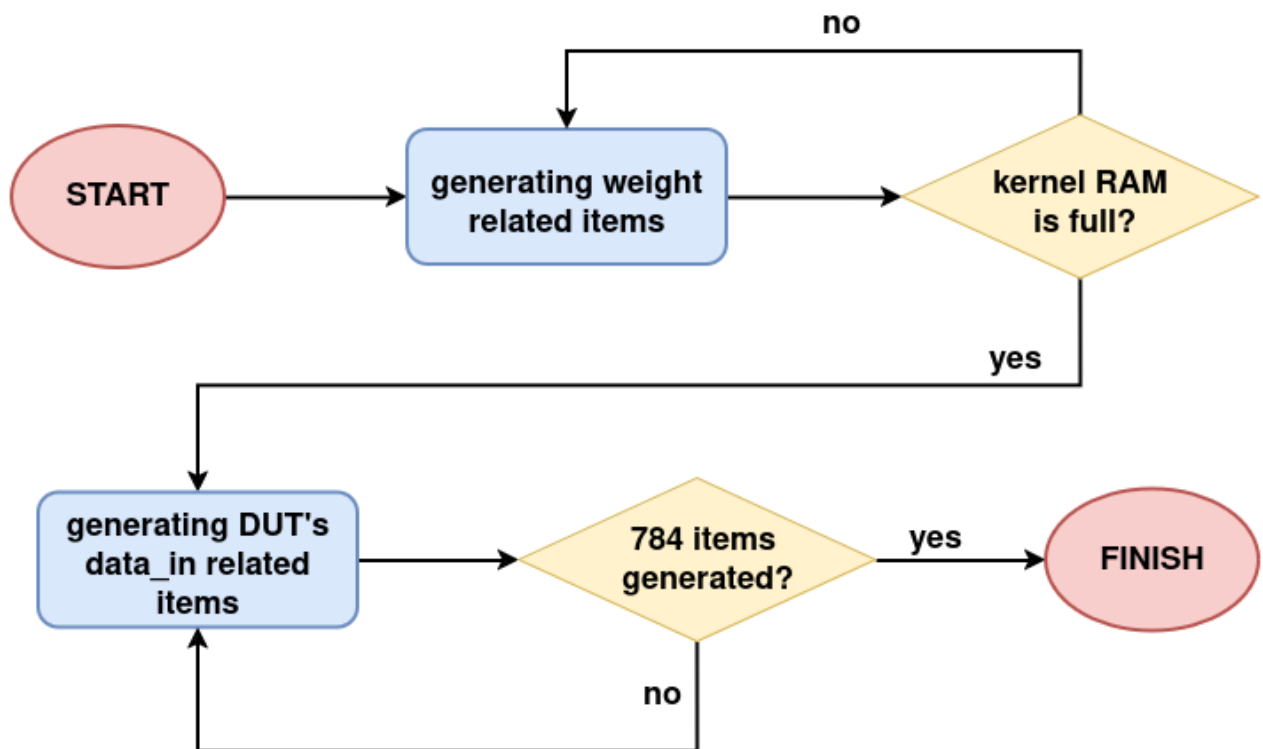 no
START
generating weight
related items
kernel RAM
is full?
yes
generating DUT's
data_in related
items
784 items
generated?
yes
FINISH
no